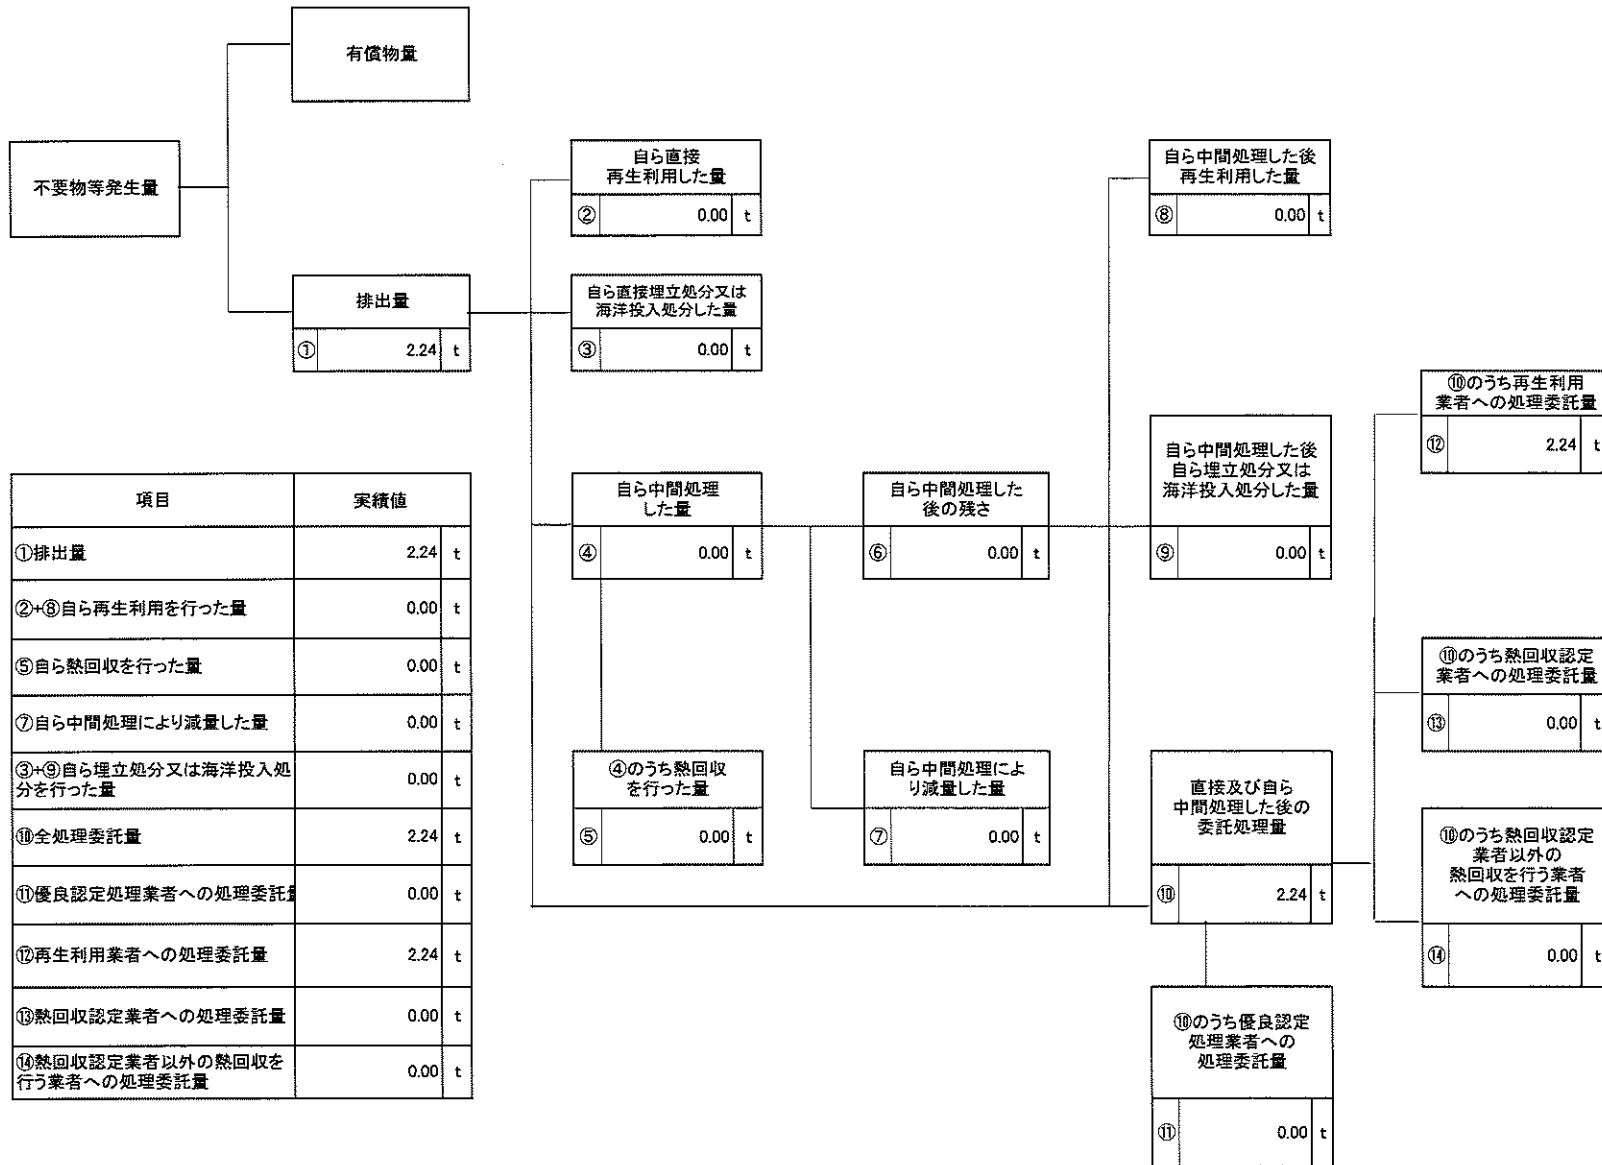 有償物量
不要物等発生量
排出量
① 2.24 t
自ら直接
再生利用した量
② 0.00 t
自ら直接埋立処分又は
海洋投入処分した量
③ 0.00 t
自ら中間処理
した量
④ 0.00 t
④のうち熱回収
を行った量
⑤ 0.00 t
自ら中間処理した
後の残さ
⑥ 0.00 t
自ら中間処理によ
り減量した量
⑦ 0.00 t
自ら中間処理した後
再生利用した量
⑧ 0.00 t
自ら中間処理した後
自ら埋立処分又は
海洋投入処分した量
⑨ 0.00 t
直接及び自ら
中間処理した後の
委託処理量
⑩ 2.24 t
⑩のうち優良認定
処理業者への
処理委託量
⑪ 0.00 t
⑩のうち再生利用
業者への処理委託量
⑫ 2.24 t
⑩のうち熱回収認定
業者への処理委託量
⑬ 0.00 t
⑩のうち熱回収認定
業者以外の
熱回収を行う業者
への処理委託量
⑭ 0.00 t
項目 実績値
①排出量 2.24 t
②+⑧自ら再生利用を行った量 0.00 t
⑤自ら熱回収を行った量 0.00 t
⑦自ら中間処理により減量した量 0.00 t
③+⑨自ら埋立処分又は海洋投入処
分を行った量 0.00 t
⑩全処理委託量 2.24 t
⑪優良認定処理業者への処理委託量 0.00 t
⑫再生利用業者への処理委託量 2.24 t
⑬熱回収認定業者への処理委託量 0.00 t
⑭熱回収認定業者以外の熱回収を
行う業者への処理委託量 0.00 t